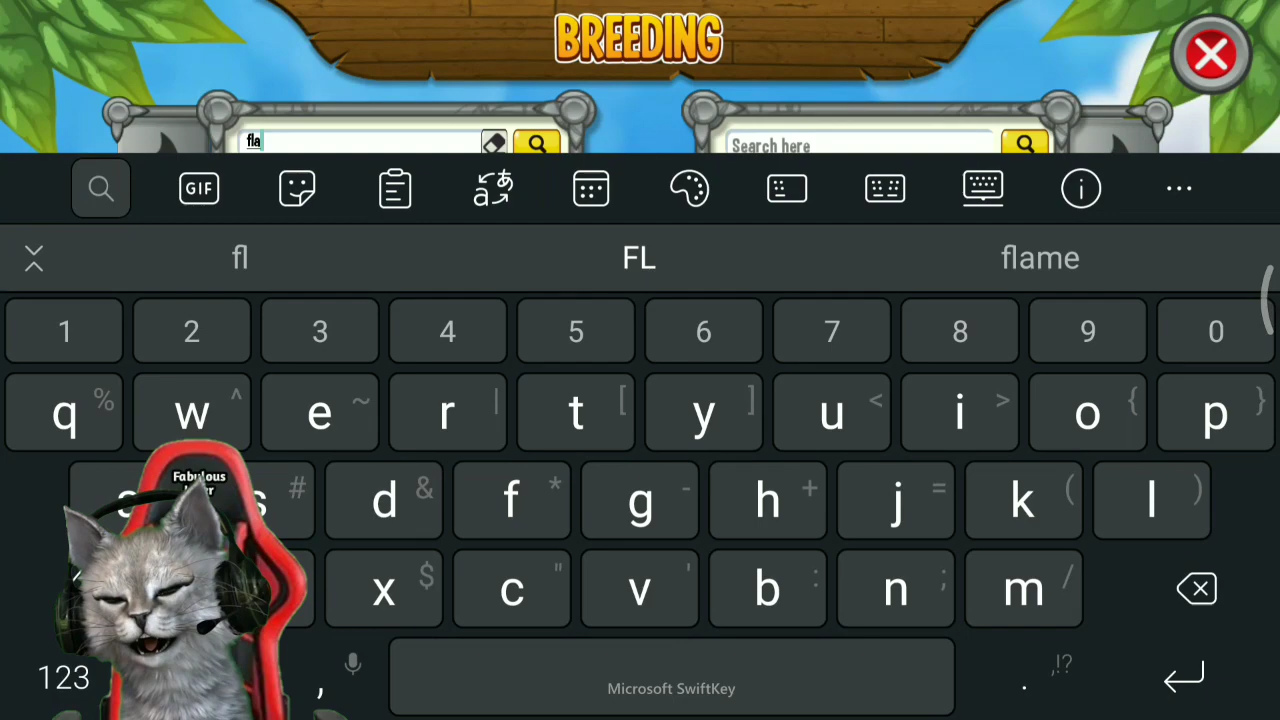 BREEDING
fla
Search here
GIF
fl FL flame
1 2 3 4 5 6 7 8 9 0
q % w ^ e ~ r | t [ y ] u < i > o { p }
s # d & f * g - h + j = k ( l )
x $ c " v ' b : n ; m /
123 , Microsoft SwiftKey . ,!?
Fabulous